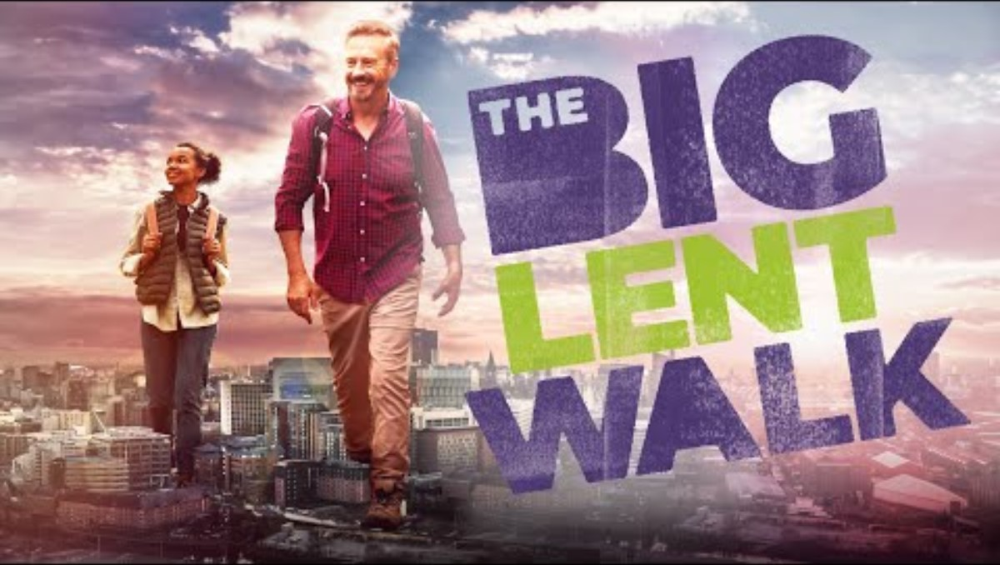 THE
BIG
LENT
WALK